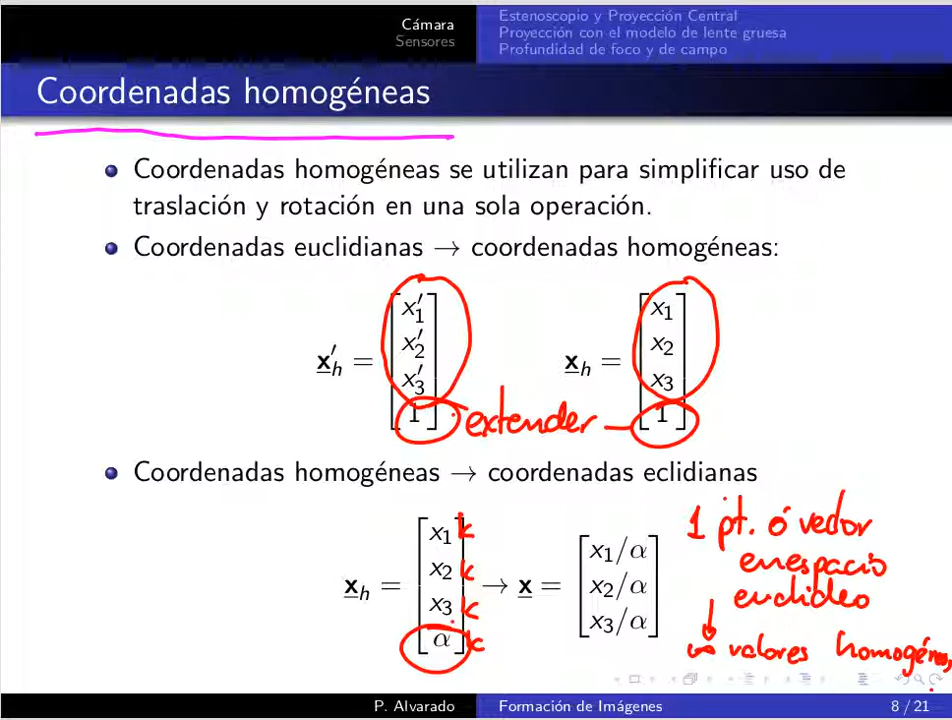 Cámara
Sensores
Estenoscopio y Proyección Central
Proyección con el modelo de lente gruesa
Profundidad de foco y de campo
Coordenadas homogéneas
Coordenadas homogéneas se utilizan para simplificar uso de
traslación y rotación en una sola operación.
Coordenadas euclidianas → coordenadas homogéneas:
x′h = [x′1 x′2 x′3 1] xh = [x1 x2 x3 1]
extender
Coordenadas homogéneas → coordenadas eclidianas
xh = [x1 k x2 k x3 k α k] → x = [x1/α x2/α x3/α]
1 pt. ó vector
en espacio
euclideo
↓
∞ valores homogéneos
P. Alvarado
Formación de Imágenes
8 / 21